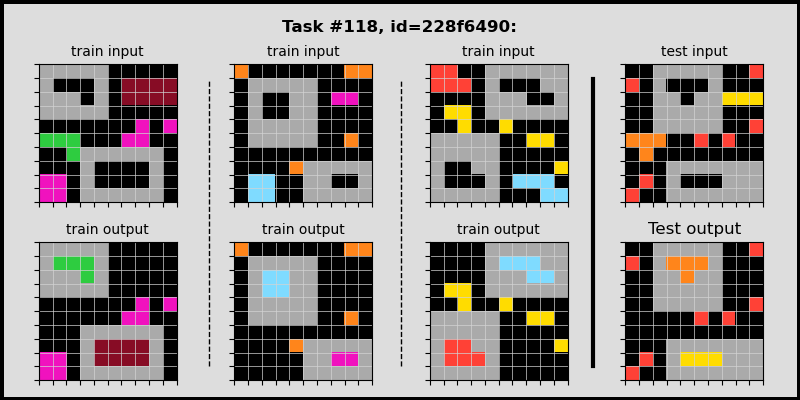 Task #118, id=228f6490:
train input train input train input test input
train output train output train output Test output